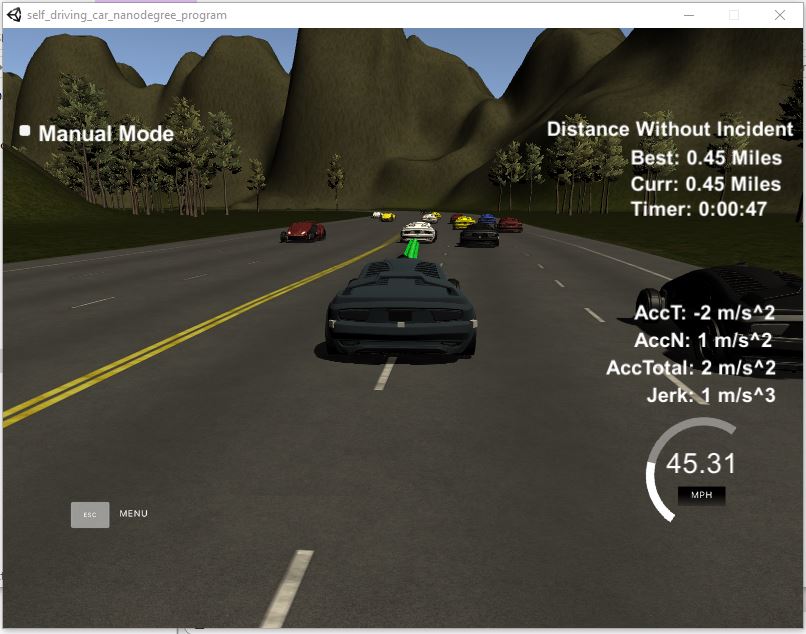 self_driving_car_nanodegree_program
Manual Mode
Distance Without Incident
Best: 0.45 Miles
Curr: 0.45 Miles
Timer: 0:00:47
AccT: -2 m/s^2
AccN: 1 m/s^2
AccTotal: 2 m/s^2
Jerk: 1 m/s^3
45.31
MPH
ESC MENU